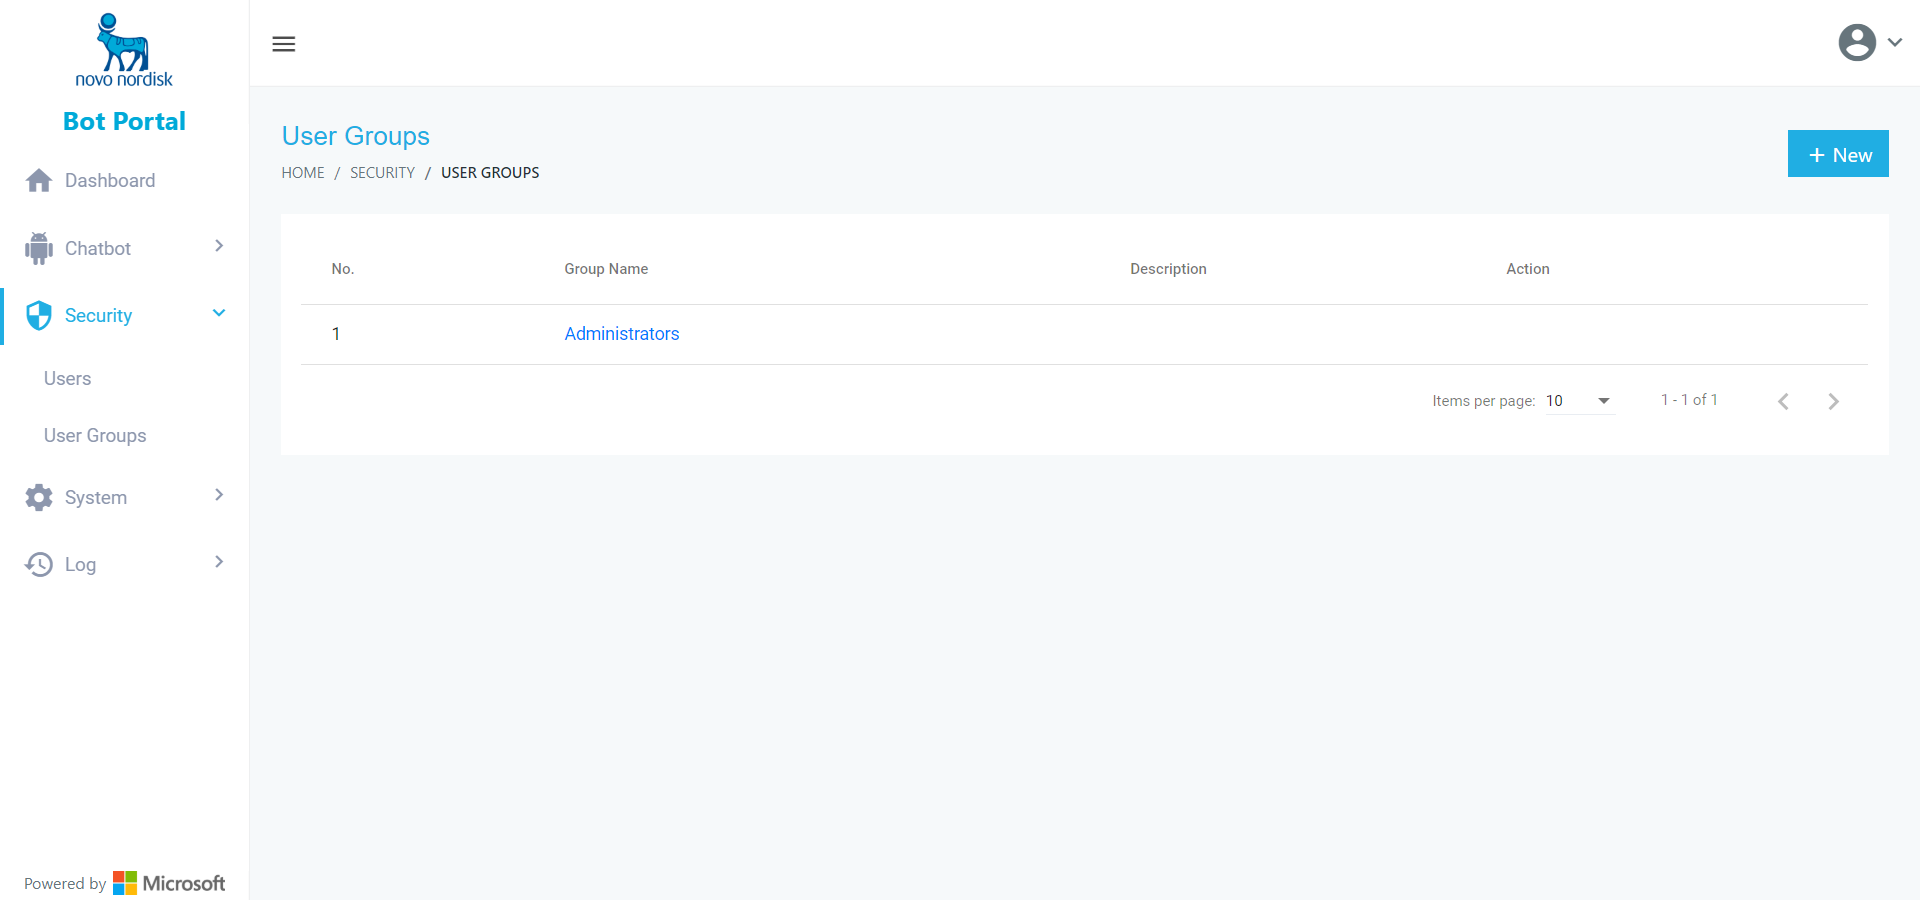 novo nordisk
Bot Portal
Dashboard
Chatbot
Security
Users
User Groups
System
Log
Powered by Microsoft
User Groups
HOME / SECURITY / USER GROUPS
+ New
No. Group Name Description Action
1 Administrators
Items per page: 10 1 - 1 of 1